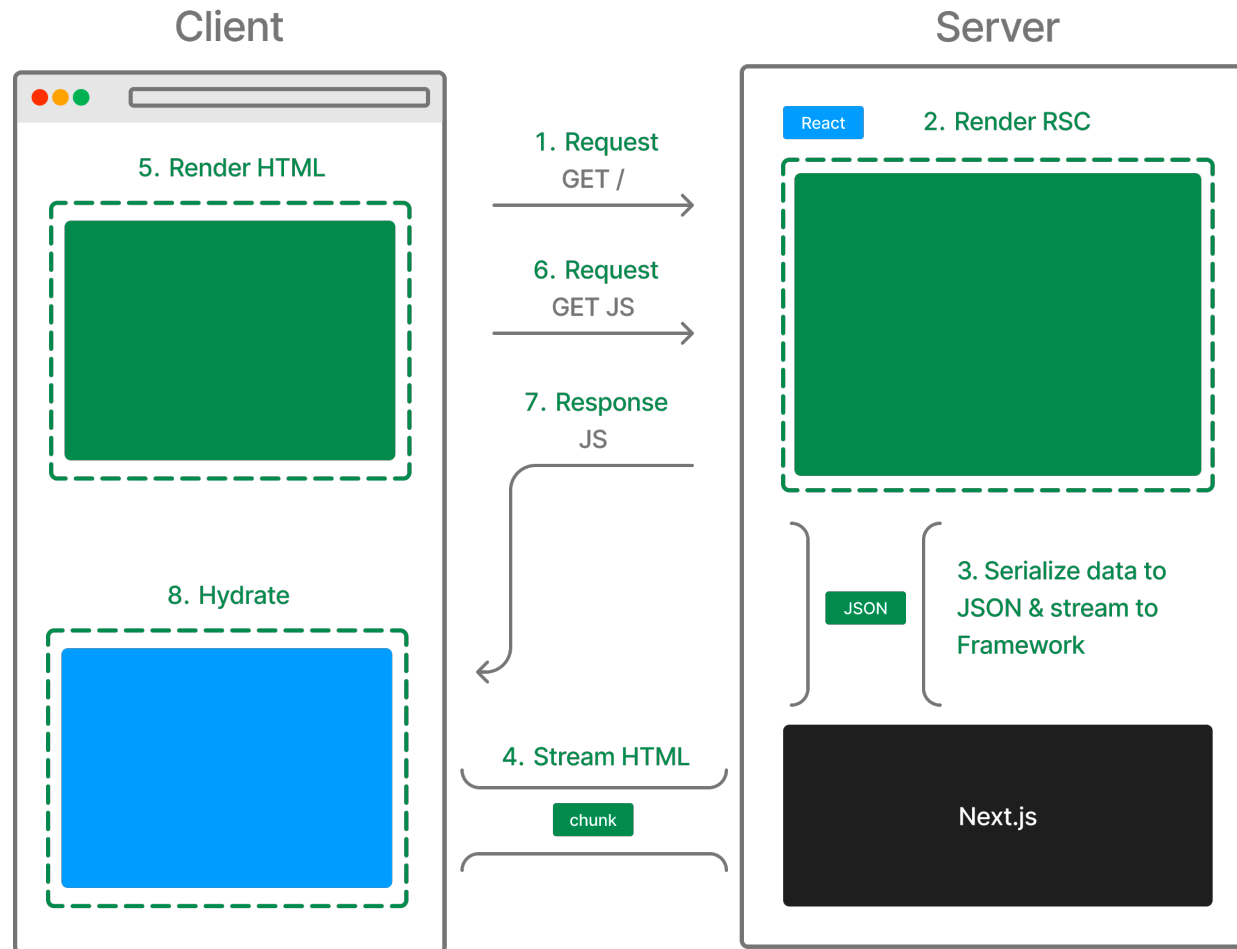 Client
Server
5. Render HTML
8. Hydrate
1. Request
GET /
6. Request
GET JS
7. Response
JS
4. Stream HTML
chunk
React
2. Render RSC
JSON
3. Serialize data to
JSON & stream to
Framework
Next.js